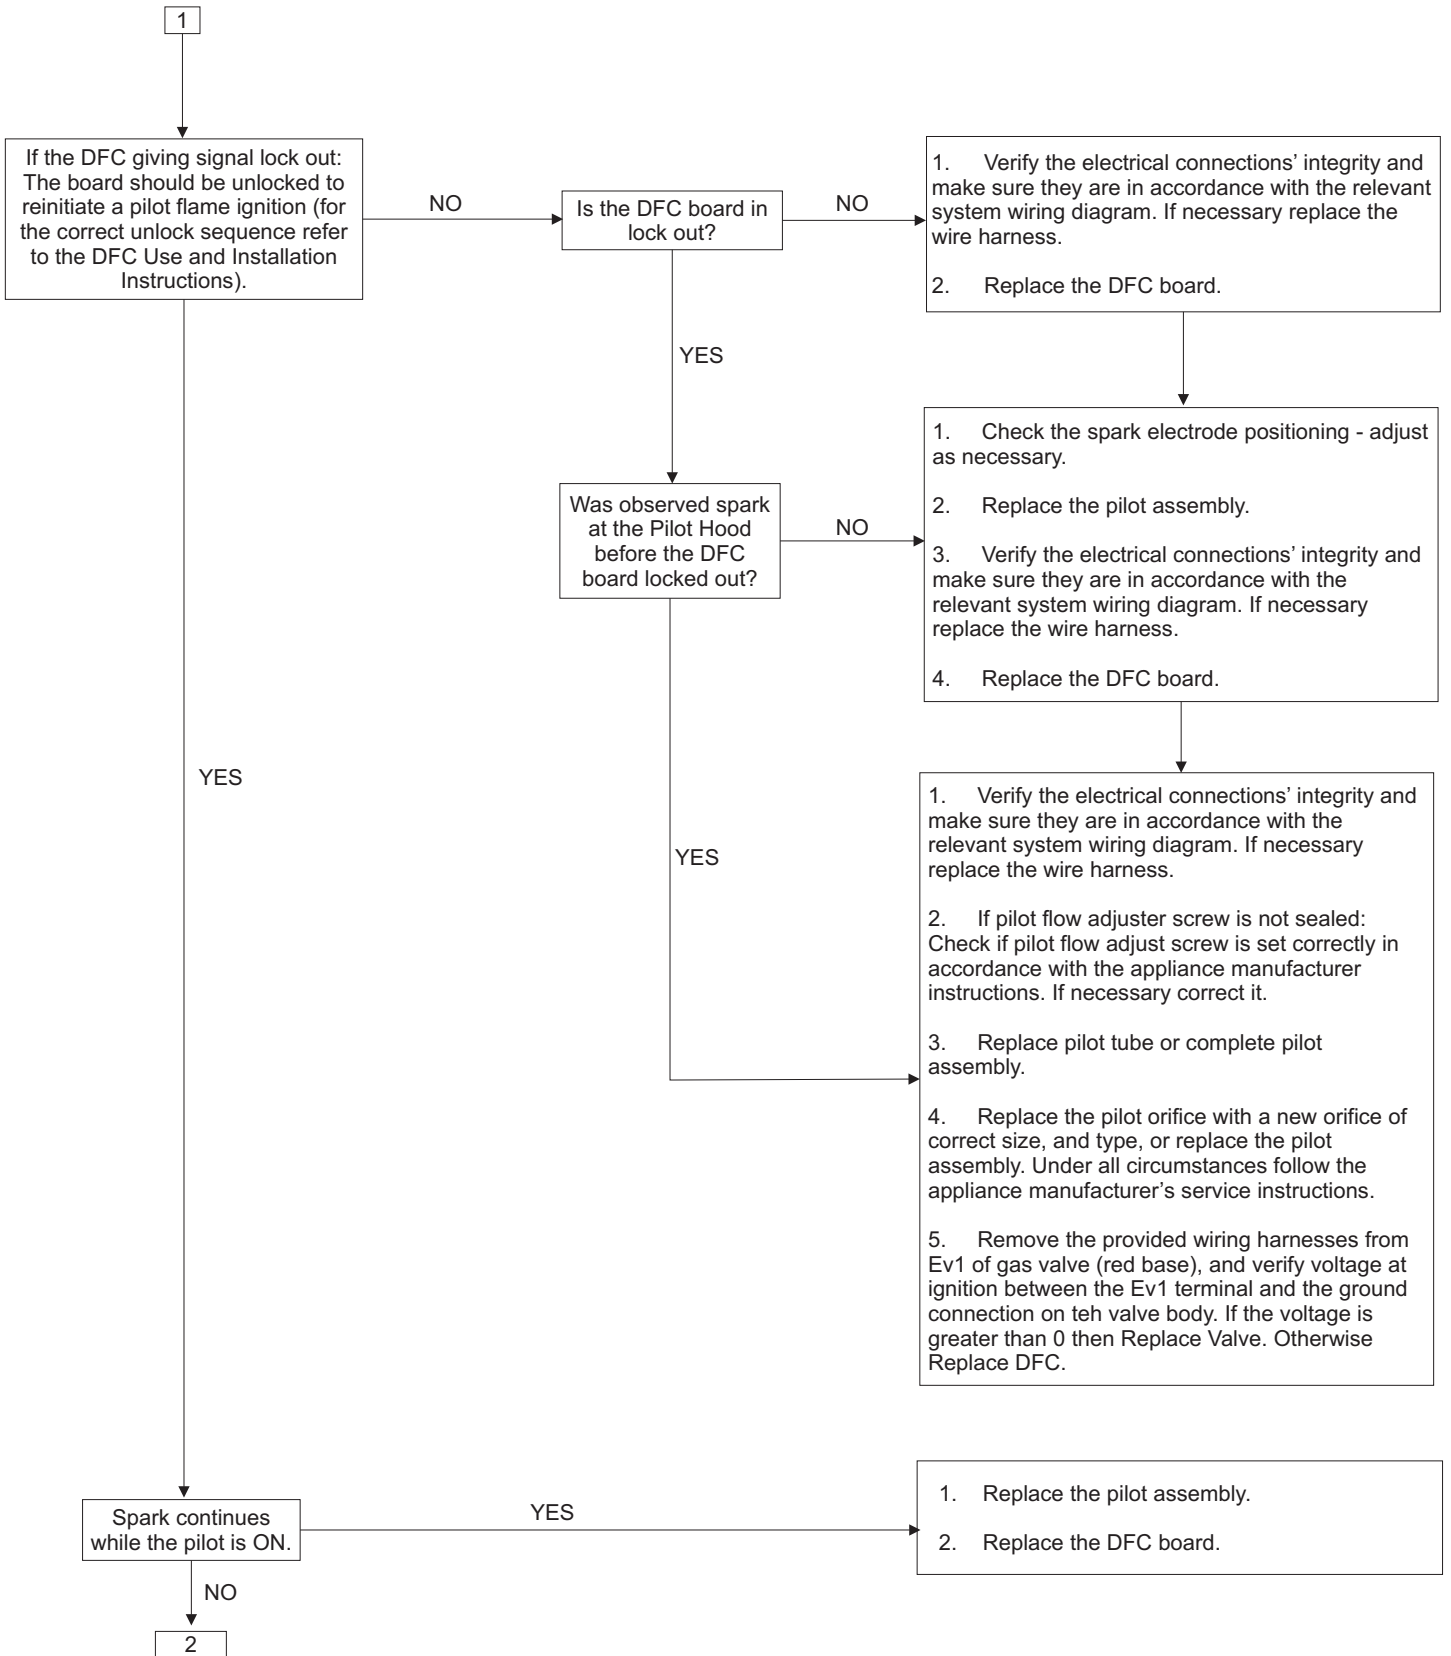 1
If the DFC giving signal lock out:
The board should be unlocked to
reinitiate a pilot flame ignition (for
the correct unlock sequence refer
to the DFC Use and Installation
Instructions).
NO
Is the DFC board in
lock out?
NO
1. Verify the electrical connections’ integrity and
make sure they are in accordance with the relevant
system wiring diagram. If necessary replace the
wire harness.
2. Replace the DFC board.
YES
Was observed spark
at the Pilot Hood
before the DFC
board locked out?
NO
1. Check the spark electrode positioning - adjust
as necessary.
2. Replace the pilot assembly.
3. Verify the electrical connections’ integrity and
make sure they are in accordance with the
relevant system wiring diagram. If necessary
replace the wire harness.
4. Replace the DFC board.
YES
YES
1. Verify the electrical connections’ integrity and
make sure they are in accordance with the
relevant system wiring diagram. If necessary
replace the wire harness.
2. If pilot flow adjuster screw is not sealed:
Check if pilot flow adjust screw is set correctly in
accordance with the appliance manufacturer
instructions. If necessary correct it.
3. Replace pilot tube or complete pilot
assembly.
4. Replace the pilot orifice with a new orifice of
correct size, and type, or replace the pilot
assembly. Under all circumstances follow the
appliance manufacturer’s service instructions.
5. Remove the provided wiring harnesses from
Ev1 of gas valve (red base), and verify voltage at
ignition between the Ev1 terminal and the ground
connection on teh valve body. If the voltage is
greater than 0 then Replace Valve. Otherwise
Replace DFC.
Spark continues
while the pilot is ON.
YES
1. Replace the pilot assembly.
2. Replace the DFC board.
NO
2